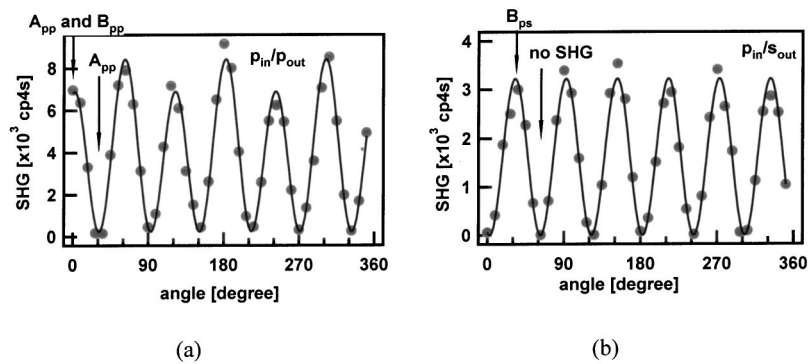 A_pp and B_pp
A_pp
p_in/p_out
SHG [x10^3 cp4s]
8
6
4
2
0
0 90 180 270 360
angle [degree]
(a)
B_ps
no SHG
p_in/s_out
SHG [x10^3 cp4s]
4
3
2
1
0
0 90 180 270 360
angle [degree]
(b)